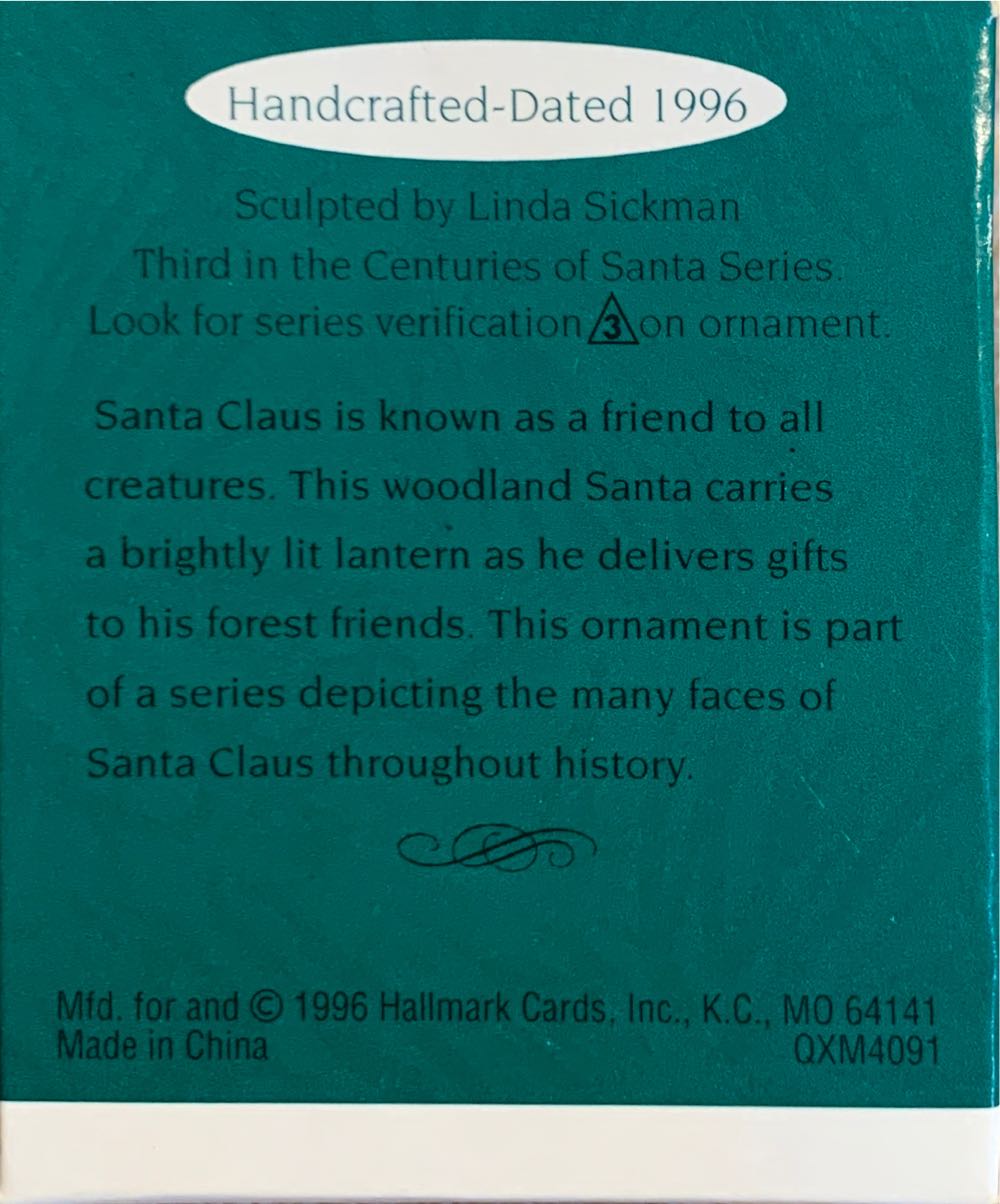 Handcrafted-Dated 1996
Sculpted by Linda Sickman
Third in the Centuries of Santa Series.
Look for series verification 3 on ornament.
Santa Claus is known as a friend to all
creatures. This woodland Santa carries
a brightly lit lantern as he delivers gifts
to his forest friends. This ornament is part
of a series depicting the many faces of
Santa Claus throughout history.
Mfd. for and © 1996 Hallmark Cards, Inc., K.C., MO 64141
Made in China QXM4091